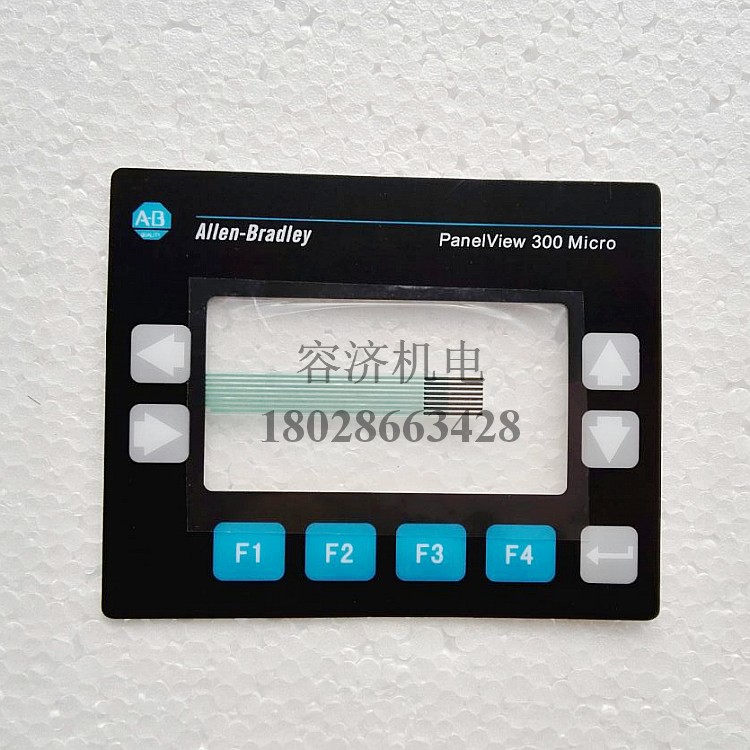 A·B
QUALITY
Allen-Bradley
PanelView 300 Micro
容济机电
18028663428
F1 F2 F3 F4